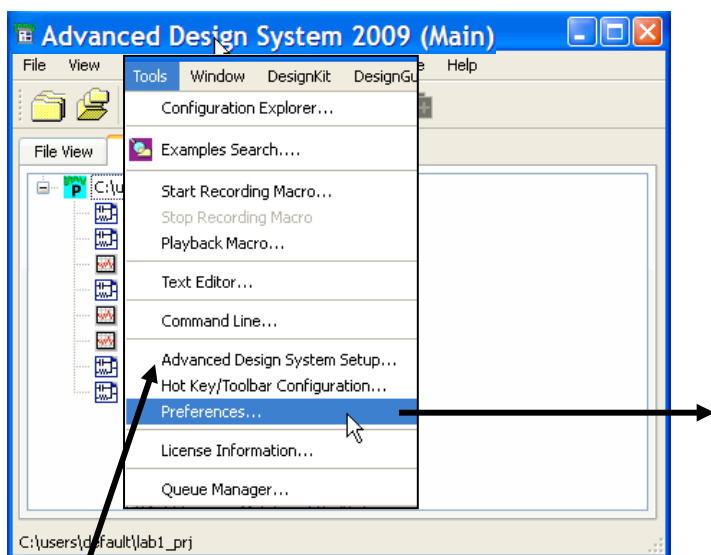 Advanced Design System 2009 (Main)
File View Help
Tools Window DesignKit DesignGu
File View
C:\u
Configuration Explorer...
Examples Search....
Start Recording Macro...
Stop Recording Macro
Playback Macro...
Text Editor...
Command Line...
Advanced Design System Setup...
Hot Key/Toolbar Configuration...
Preferences...
License Information...
Queue Manager...
C:\users\default\lab1_prj